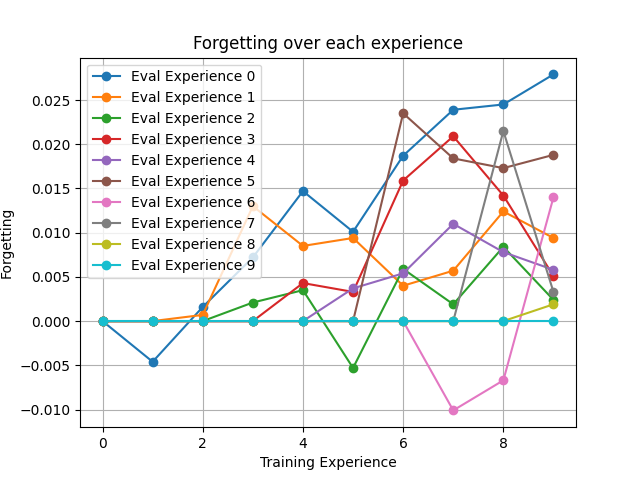 Forgetting over each experience
Eval Experience 0
Eval Experience 1
Eval Experience 2
Eval Experience 3
Eval Experience 4
Eval Experience 5
Eval Experience 6
Eval Experience 7
Eval Experience 8
Eval Experience 9
0.025
0.020
0.015
0.010
0.005
0.000
−0.005
−0.010
Forgetting
0 2 4 6 8
Training Experience